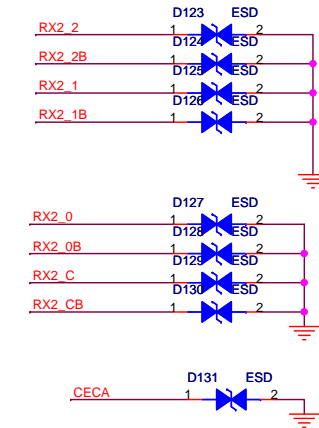 D123 ESD
RX2_2 1 2
D124 ESD
RX2_2B 1 2
D125 ESD
RX2_1 1 2
D126 ESD
RX2_1B 1 2
D127 ESD
RX2_0 1 2
D128 ESD
RX2_0B 1 2
D129 ESD
RX2_C 1 2
D130 ESD
RX2_CB 1 2
D131 ESD
CECA 1 2